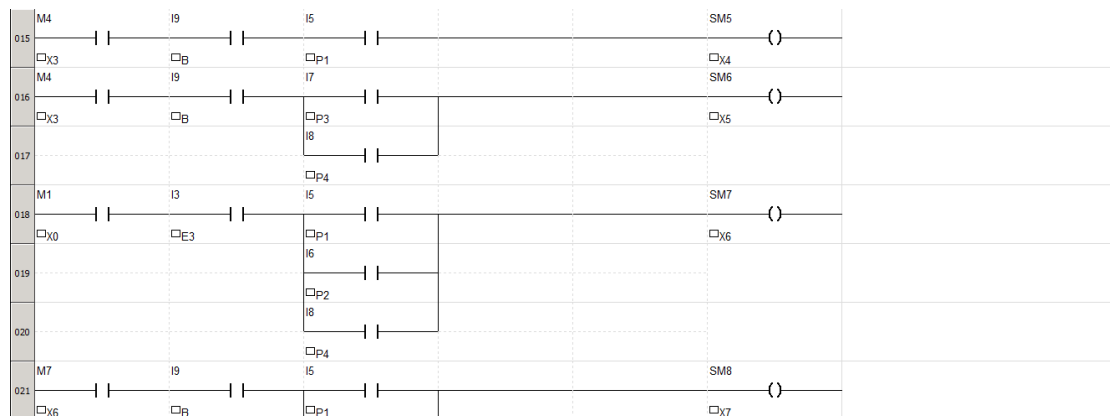 M4 I9 I5 SM5
015
X3 B P1 X4
M4 I9 I7 SM6
016
X3 B P3 X5
I8
017
P4
M1 I3 I5 SM7
018
X0 E3 P1 X6
I6
019
P2
I8
020
P4
M7 I9 I5 SM8
021
X6 B P1 X7